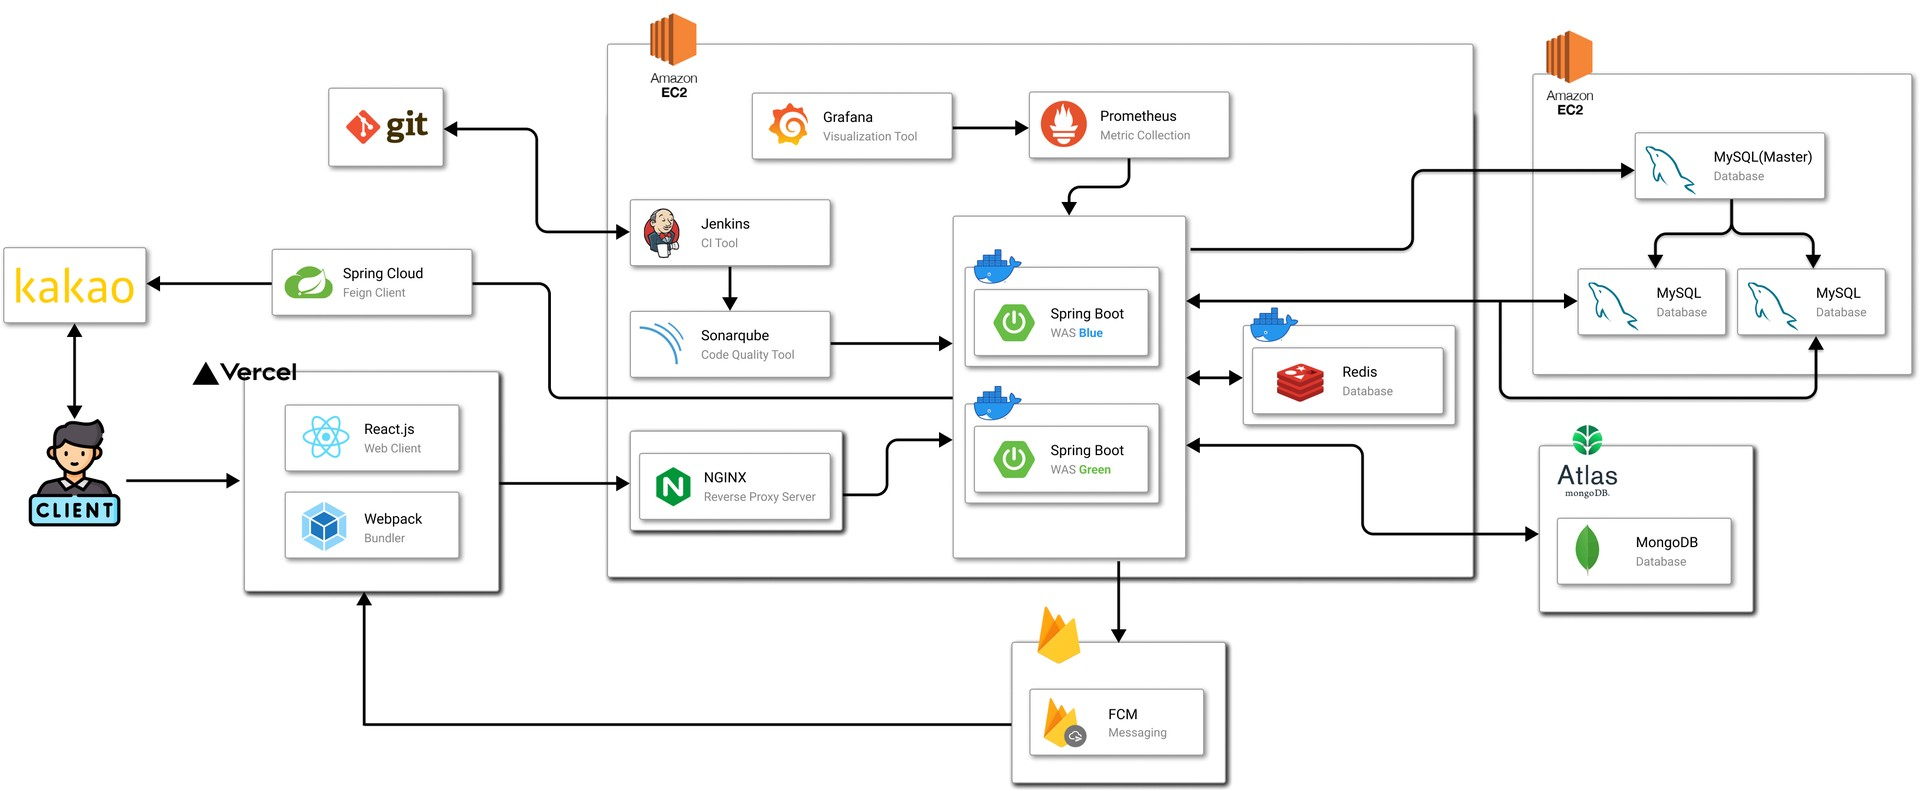 Amazon
EC2
Amazon
EC2
git
Grafana
Visualization Tool
Prometheus
Metric Collection
MySQL(Master)
Database
Jenkins
CI Tool
kakao
Spring Cloud
Feign Client
MySQL
Database
MySQL
Database
Spring Boot
WAS Blue
Sonarqube
Code Quality Tool
Redis
Database
Vercel
React.js
Web Client
Spring Boot
WAS Green
NGINX
Reverse Proxy Server
Atlas
mongoDB.
CLIENT
Webpack
Bundler
MongoDB
Database
FCM
Messaging